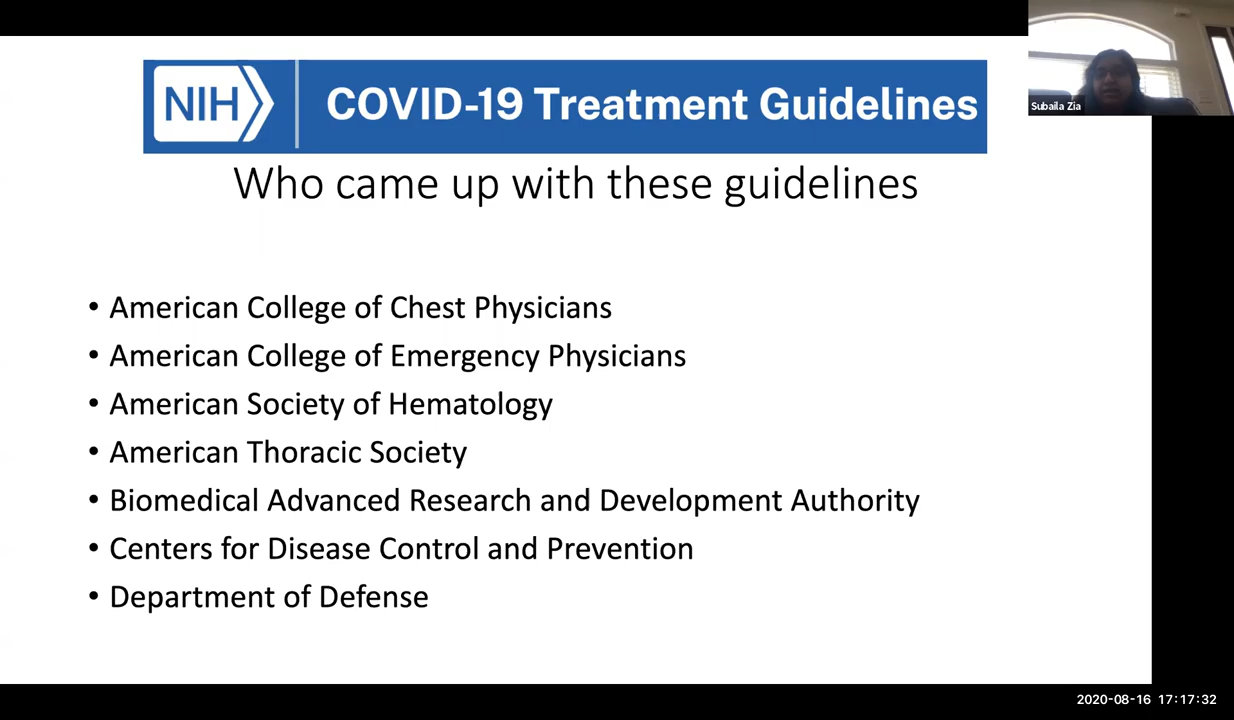 NIH COVID-19 Treatment Guidelines
Subaila Zia
Who came up with these guidelines
• American College of Chest Physicians
• American College of Emergency Physicians
• American Society of Hematology
• American Thoracic Society
• Biomedical Advanced Research and Development Authority
• Centers for Disease Control and Prevention
• Department of Defense
2020-08-16 17:17:32